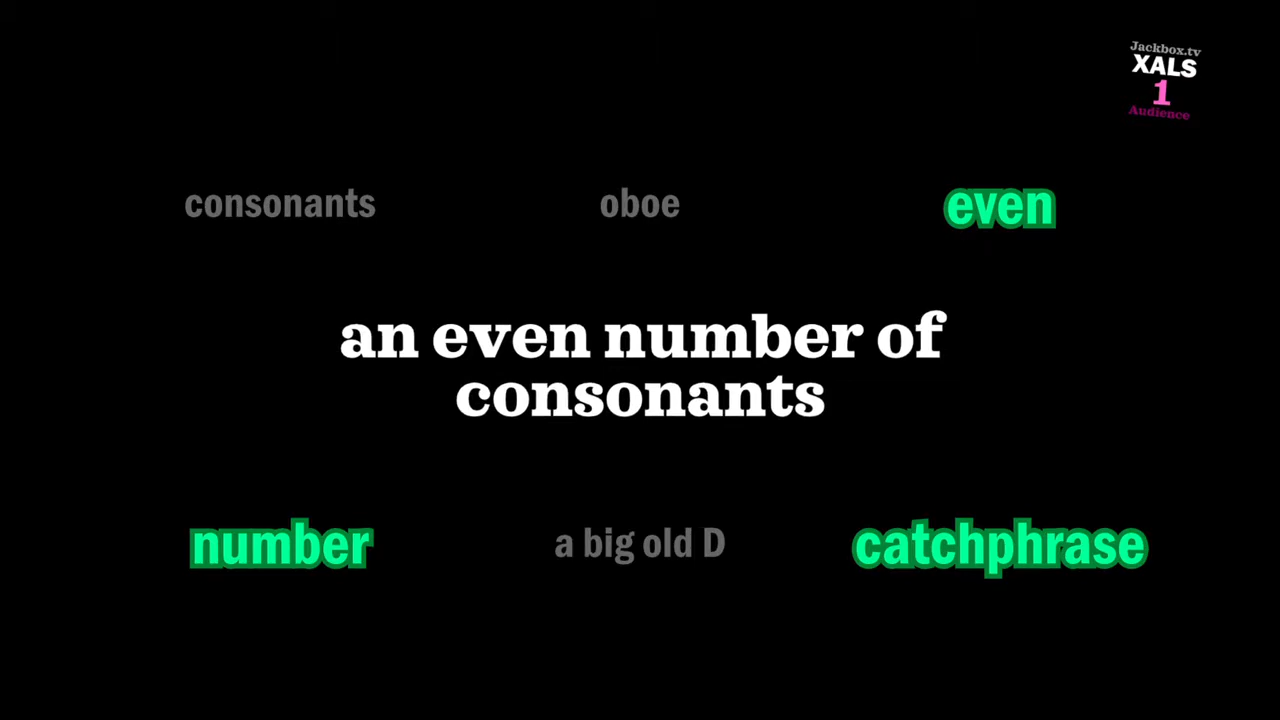 Jackbox.tv
XALS
1
Audience
consonants oboe even
an even number of
consonants
number a big old D catchphrase